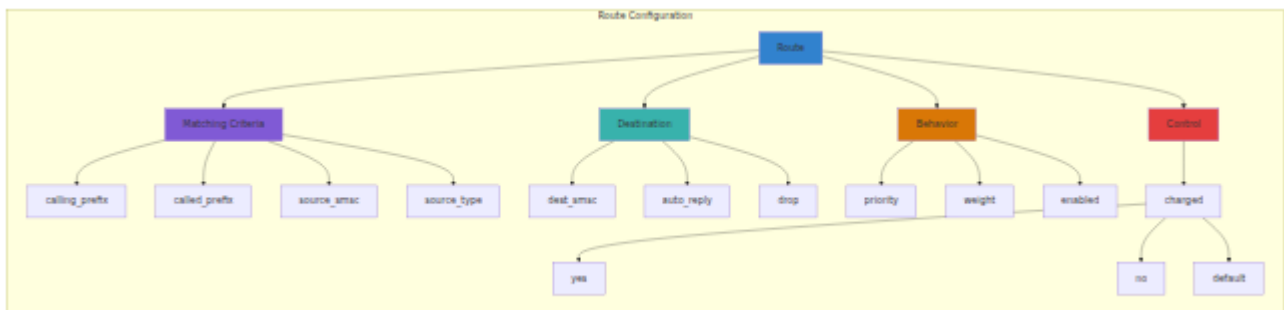 Route Configuration
Route
Matching Criteria
Destination
Behavior
Control
calling_prefix
called_prefix
source_smsc
source_type
dest_smsc
auto_reply
drop
priority
weight
enabled
charged
yes
no
default